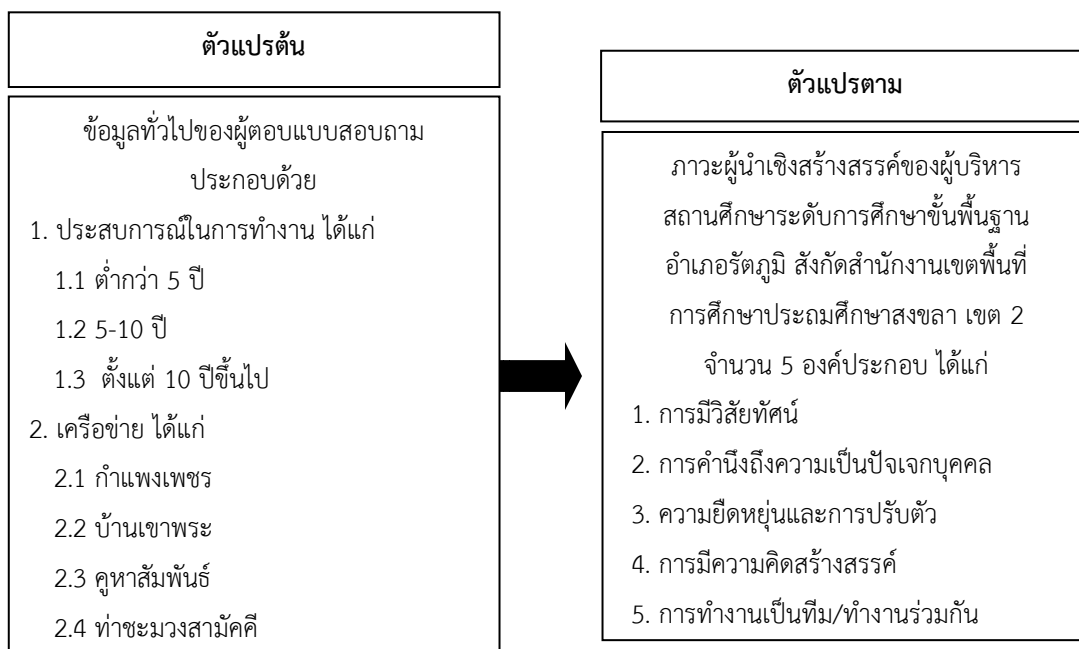 ตัวแปรต้น
ข้อมูลทั่วไปของผู้ตอบแบบสอบถาม
ประกอบด้วย
1. ประสบการณ์ในการทำงาน ได้แก่
1.1 ต่ำกว่า 5 ปี
1.2 5-10 ปี
1.3 ตั้งแต่ 10 ปีขึ้นไป
2. เครือข่าย ได้แก่
2.1 กำแพงเพชร
2.2 บ้านเขาพระ
2.3 คูหาสัมพันธ์
2.4 ท่าชะมวงสามัคคี
ตัวแปรตาม
ภาวะผู้นำเชิงสร้างสรรค์ของผู้บริหาร
สถานศึกษาระดับการศึกษาขั้นพื้นฐาน
อำเภอรัตภูมิ สังกัดสำนักงานเขตพื้นที่
การศึกษาประถมศึกษาสงขลา เขต 2
จำนวน 5 องค์ประกอบ ได้แก่
1. การมีวิสัยทัศน์
2. การคำนึงถึงความเป็นปัจเจกบุคคล
3. ความยืดหยุ่นและการปรับตัว
4. การมีความคิดสร้างสรรค์
5. การทำงานเป็นทีม/ทำงานร่วมกัน